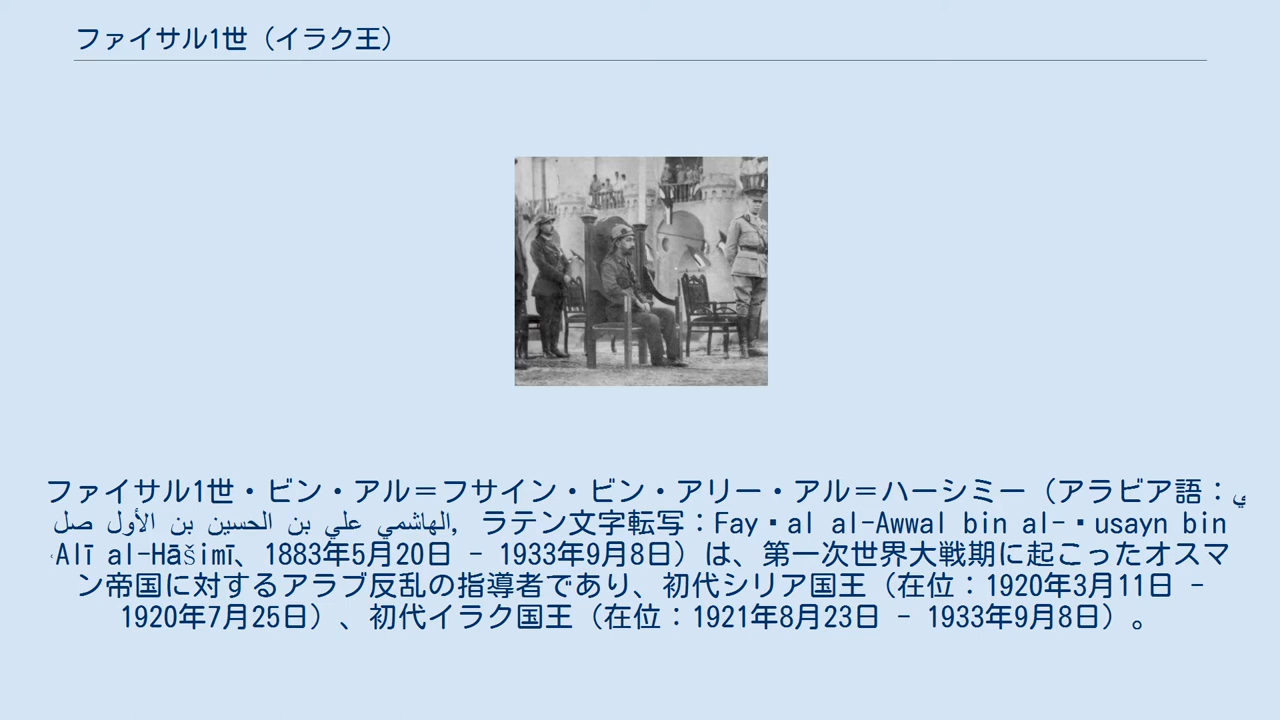 ファイサル1世（イラク王）
ファイサル1世・ビン・アル＝フサイン・ビン・アリー・アル＝ハーシミー（アラビア語：ي
الهاشمي علي بن الحسين بن الأول صل, ラテン文字転写：Fay・al al-Awwal bin al-・usayn bin
ʿAlī al-Hāšimī、1883年5月20日 - 1933年9月8日）は、第一次世界大戦期に起こったオスマ
ン帝国に対するアラブ反乱の指導者であり、初代シリア国王（在位：1920年3月11日 -
1920年7月25日）、初代イラク国王（在位：1921年8月23日 - 1933年9月8日）。